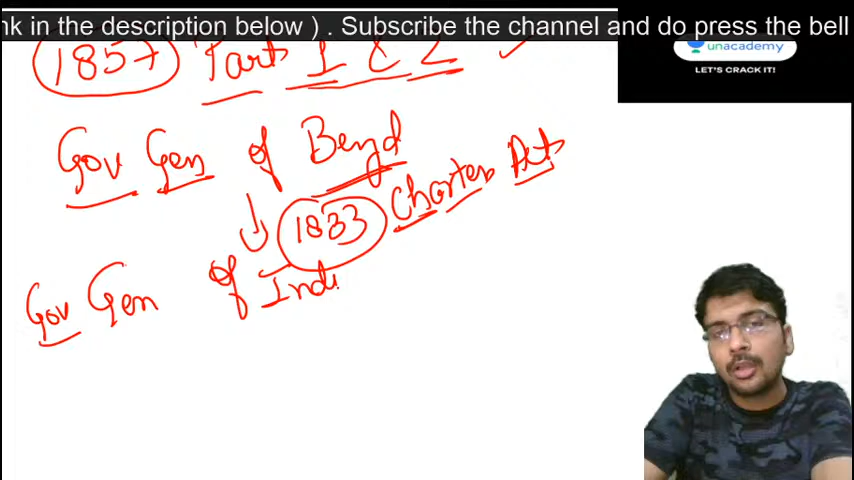 nk in the description below ) . Subscribe the channel and do press the bell
unacademy
LET'S CRACK IT!
1857 Part 1 & 2
Gov Gen of Bengal
1833 Charter Act
Gov Gen of Indi